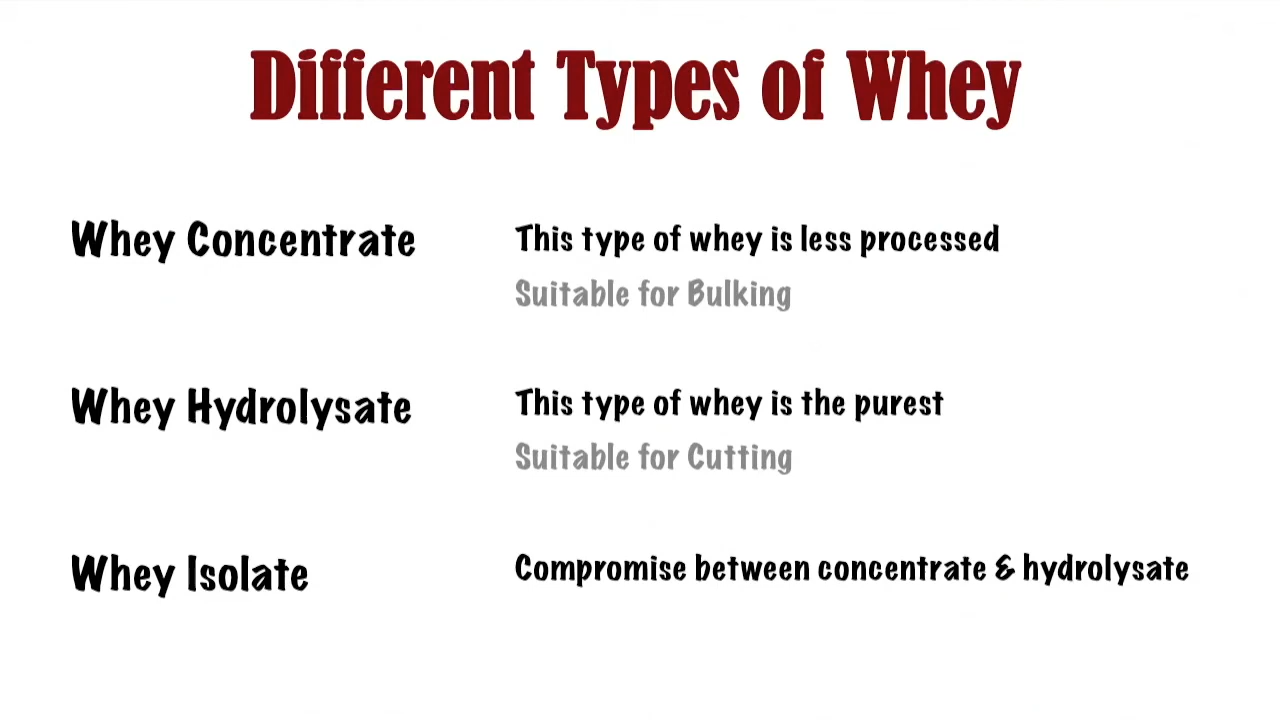 Different Types of Whey
Whey Concentrate
This type of whey is less processed
Suitable for Bulking
Whey Hydrolysate
This type of whey is the purest
Suitable for Cutting
Whey Isolate
Compromise between concentrate & hydrolysate